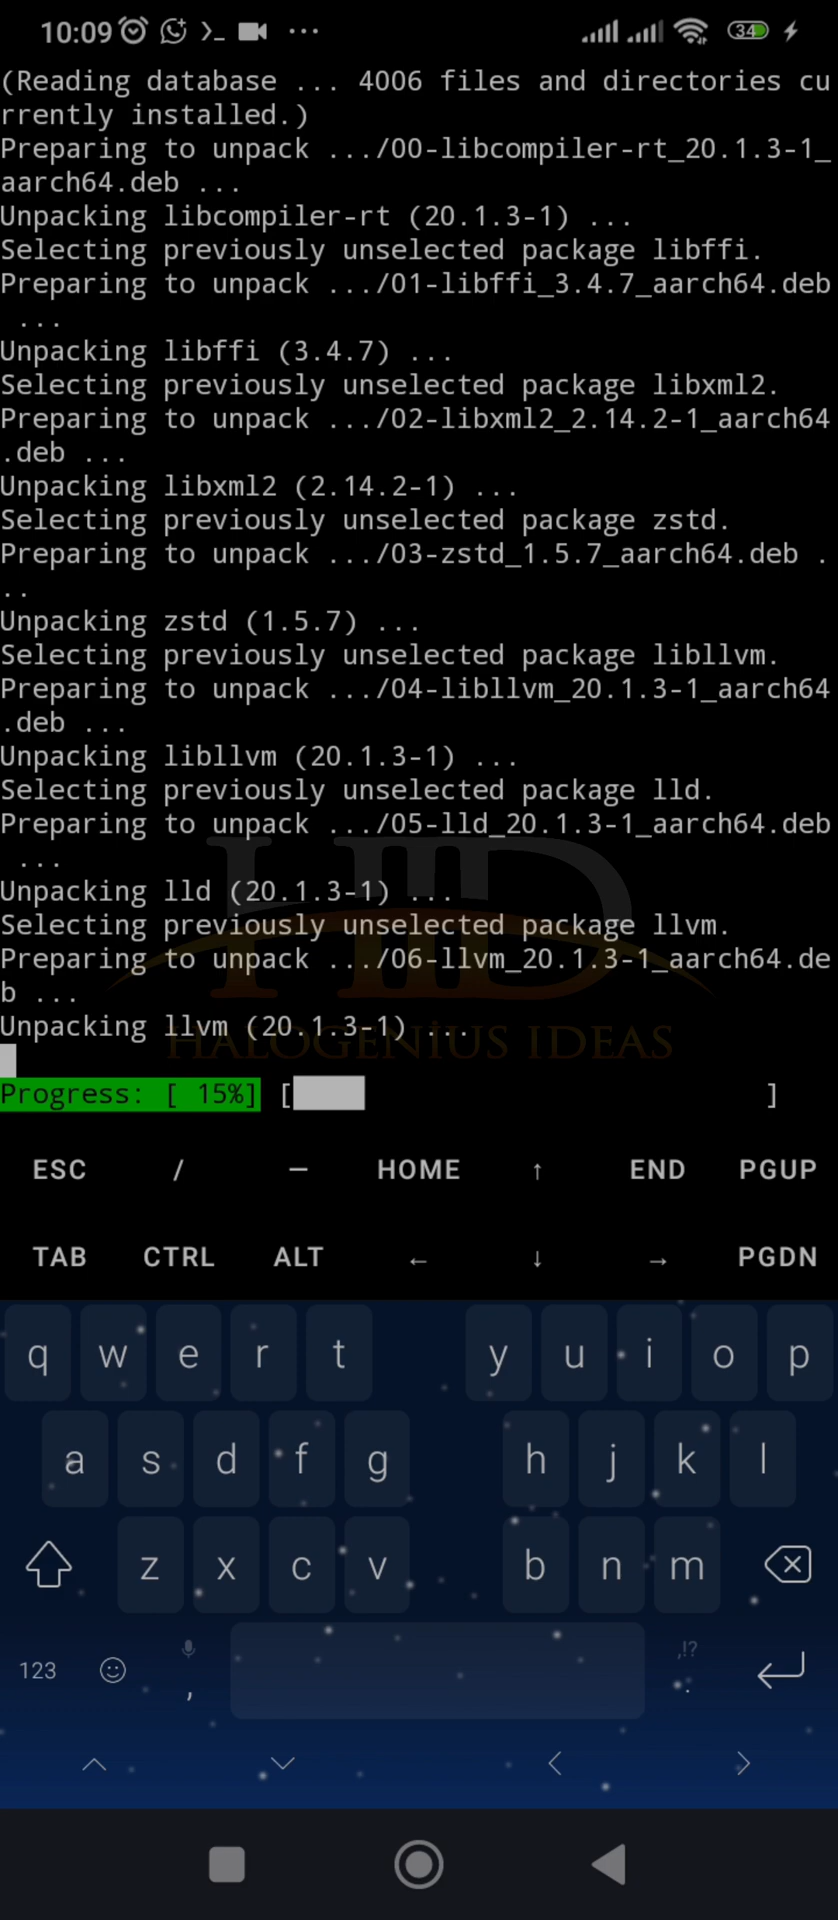 10:09 34
(Reading database ... 4006 files and directories cu
rrently installed.)
Preparing to unpack .../00-libcompiler-rt_20.1.3-1_
aarch64.deb ...
Unpacking libcompiler-rt (20.1.3-1) ...
Selecting previously unselected package libffi.
Preparing to unpack .../01-libffi_3.4.7_aarch64.deb
 ...
Unpacking libffi (3.4.7) ...
Selecting previously unselected package libxml2.
Preparing to unpack .../02-libxml2_2.14.2-1_aarch64
.deb ...
Unpacking libxml2 (2.14.2-1) ...
Selecting previously unselected package zstd.
Preparing to unpack .../03-zstd_1.5.7_aarch64.deb .
..
Unpacking zstd (1.5.7) ...
Selecting previously unselected package libllvm.
Preparing to unpack .../04-libllvm_20.1.3-1_aarch64
.deb ...
Unpacking libllvm (20.1.3-1) ...
Selecting previously unselected package lld.
Preparing to unpack .../05-lld_20.1.3-1_aarch64.deb
 ...
Unpacking lld (20.1.3-1) ...
Selecting previously unselected package llvm.
Preparing to unpack .../06-llvm_20.1.3-1_aarch64.de
b ...
Unpacking llvm (20.1.3-1) ...
HALOGENIUS IDEAS
Progress: [ 15%] [ ]
ESC / — HOME ↑ END PGUP
TAB CTRL ALT ← ↓ → PGDN
q w e r t y u i o p
a s d f g h j k l
z x c v b n m
123 , ,!? .